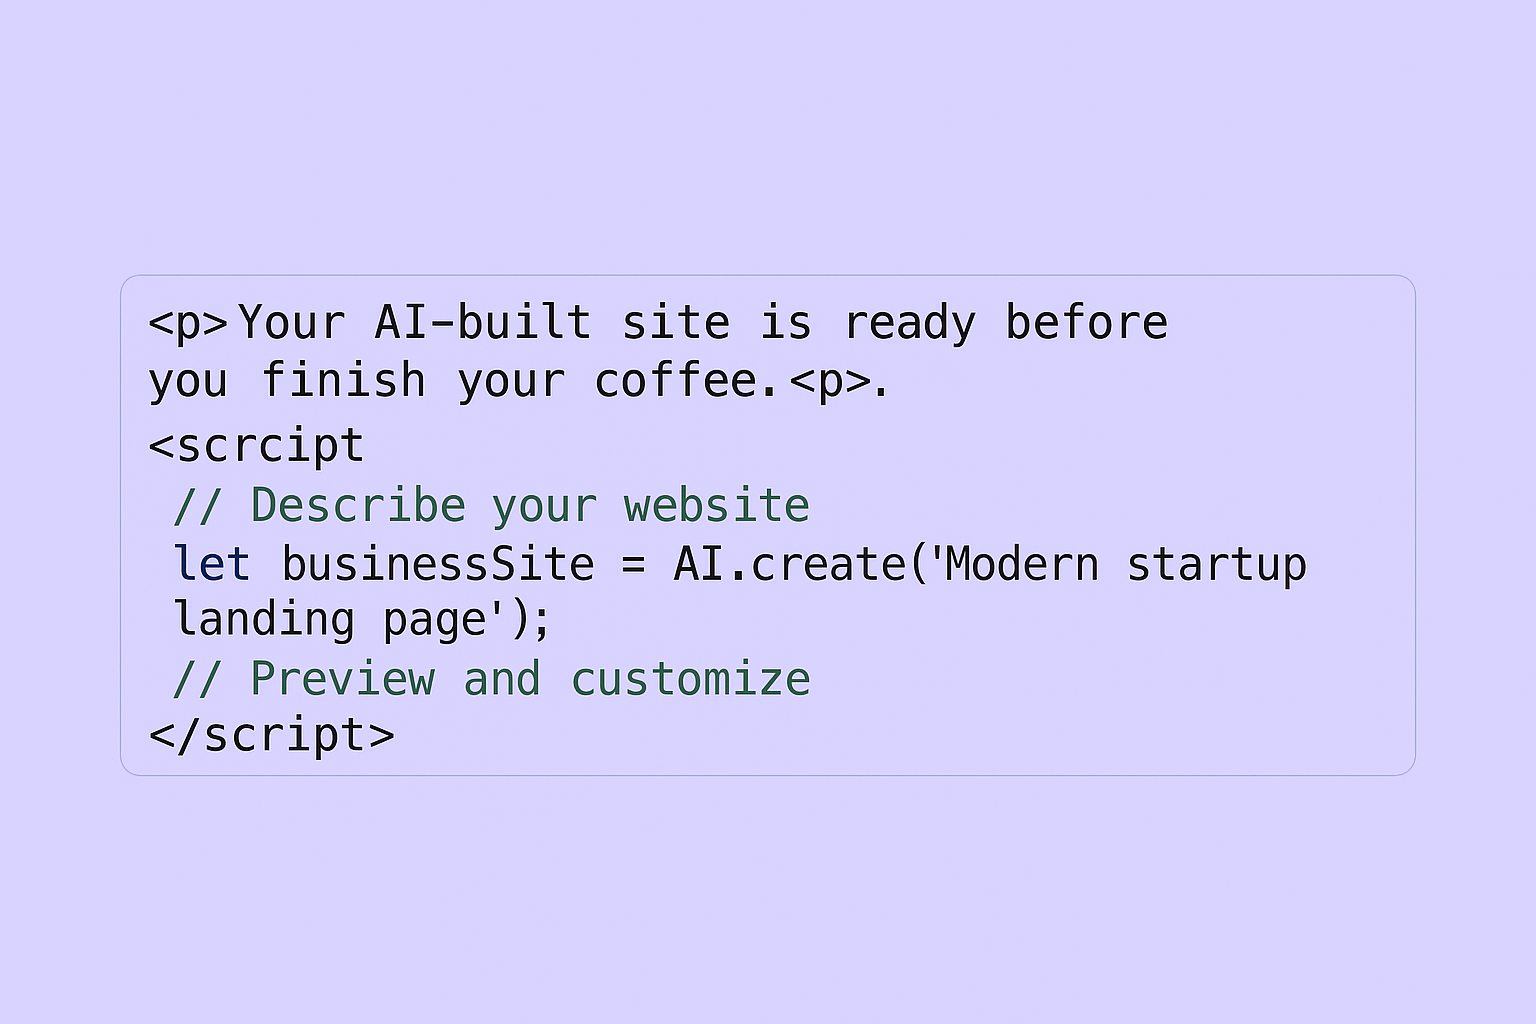 <p>Your AI-built site is ready before
you finish your coffee.<p>.
<scrcipt
// Describe your website
let businessSite = AI.create('Modern startup
landing page');
// Preview and customize
</script>